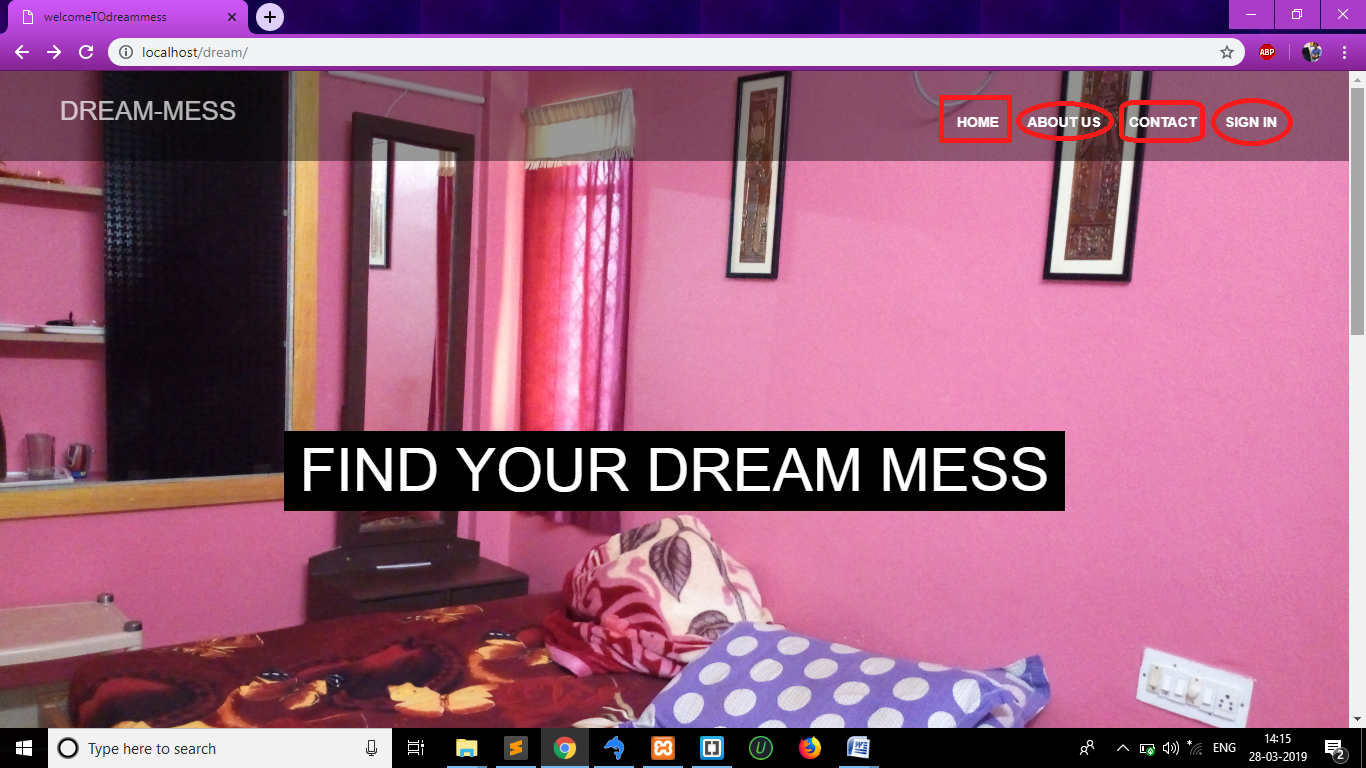 welcomeTOdreammess
localhost/dream/
ABP
DREAM-MESS
HOME
ABOUT US
CONTACT
SIGN IN
FIND YOUR DREAM MESS
Type here to search
ENG
14:15
28-03-2019
2